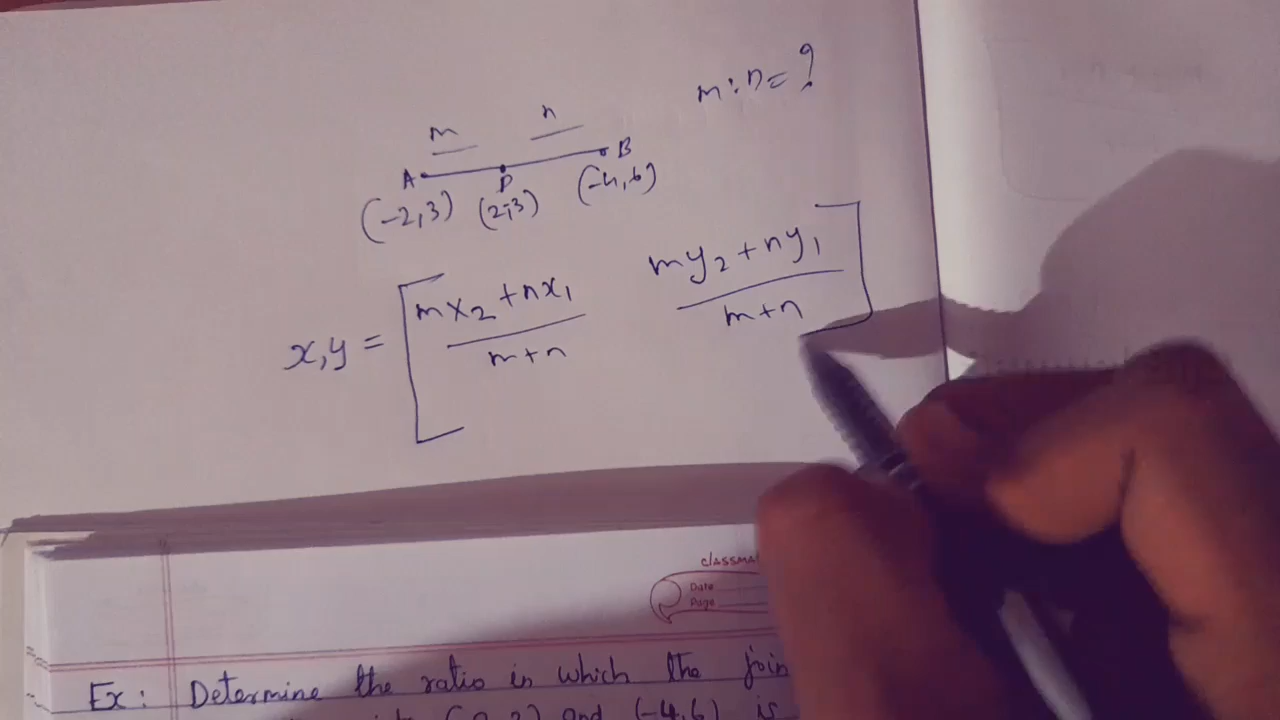 m:n=?
m n
A P B
(-2,3) (2,3) (-4,6)
x,y = [mx₂+nx₁ / m+n my₂+ny₁ / m+n]
Date
Page
Ex: Determine the ratio in which the join
and (-4,6) is